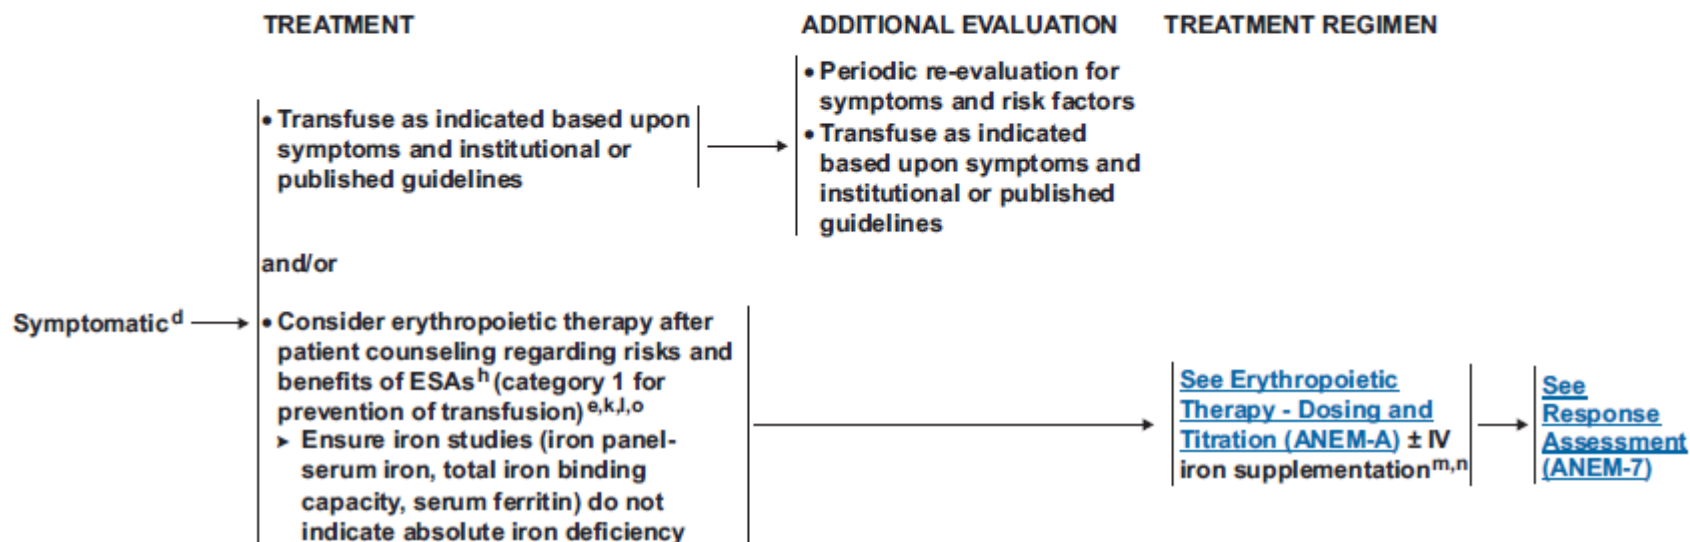 TREATMENT
ADDITIONAL EVALUATION
TREATMENT REGIMEN
• Transfuse as indicated based upon
symptoms and institutional or
published guidelines
• Periodic re-evaluation for
symptoms and risk factors
• Transfuse as indicated
based upon symptoms and
institutional or published
guidelines
and/or
Symptomatic^d
• Consider erythropoietic therapy after
patient counseling regarding risks and
benefits of ESAs^h (category 1 for
prevention of transfusion)^e,k,l,o
➤ Ensure iron studies (iron panel-
serum iron, total iron binding
capacity, serum ferritin) do not
indicate absolute iron deficiency
See Erythropoietic
Therapy - Dosing and
Titration (ANEM-A) ± IV
iron supplementation^m,n
See
Response
Assessment
(ANEM-7)